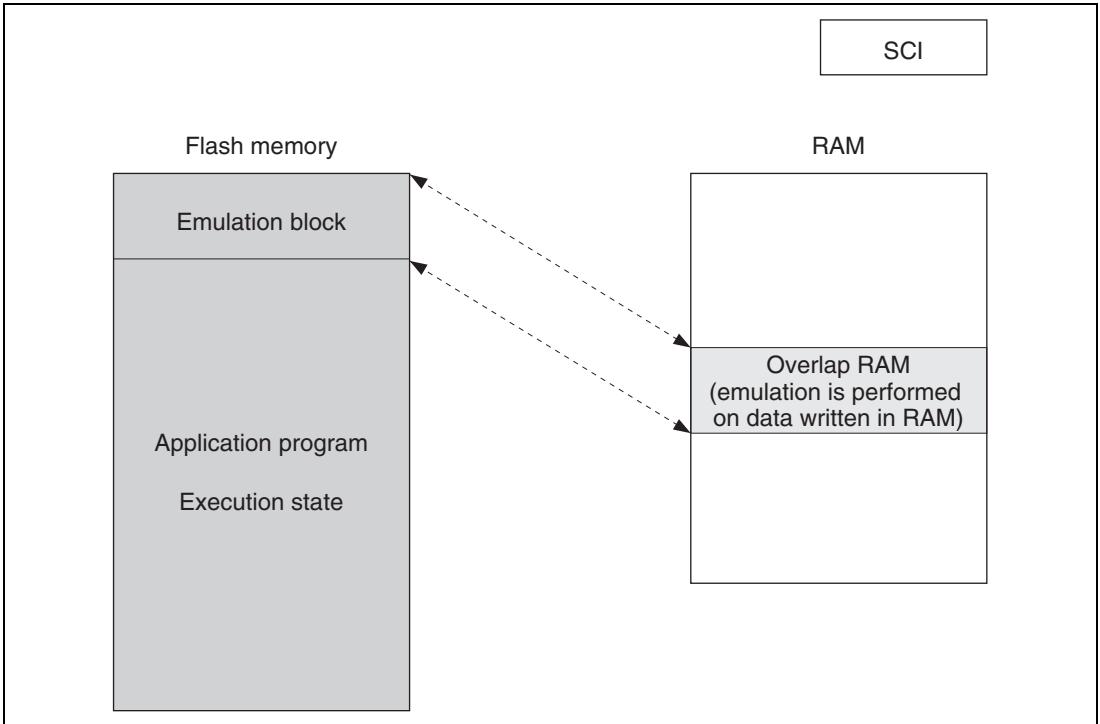 SCI
Flash memory
RAM
Emulation block
Overlap RAM
(emulation is performed
on data written in RAM)
Application program
Execution state